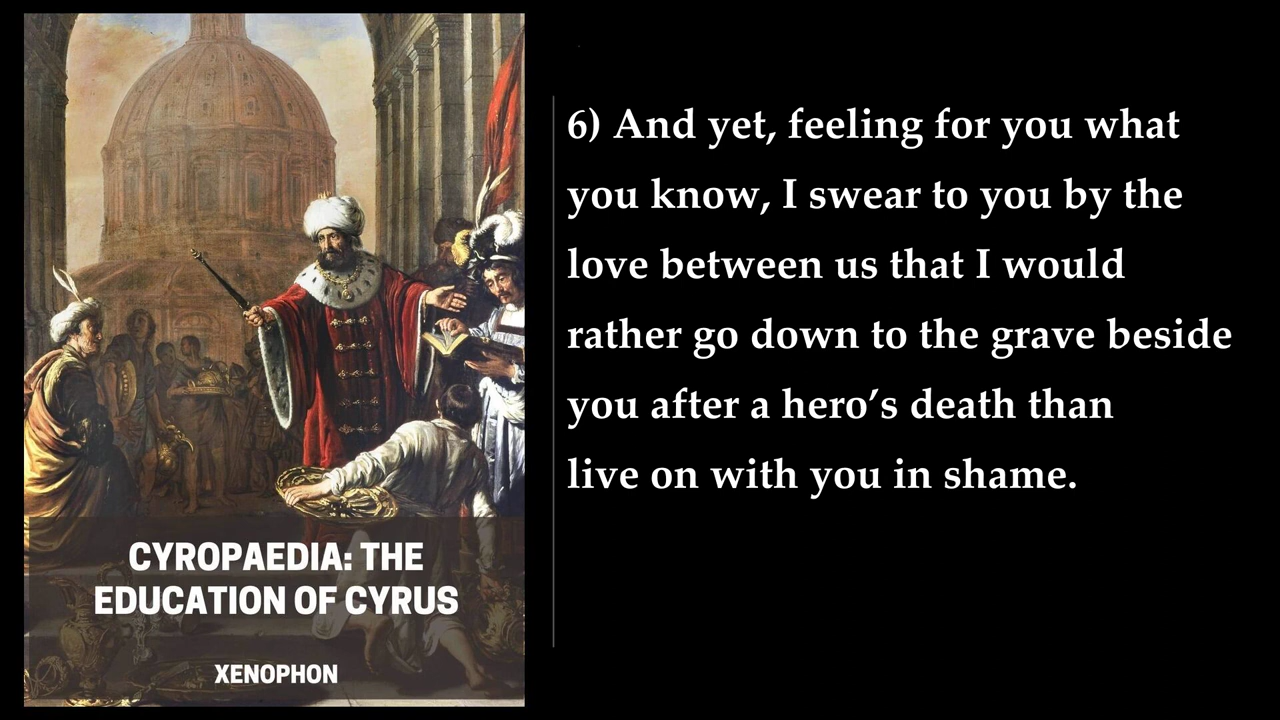 6) And yet, feeling for you what
you know, I swear to you by the
love between us that I would
rather go down to the grave beside
you after a hero’s death than
live on with you in shame.
CYROPAEDIA: THE
EDUCATION OF CYRUS
XENOPHON